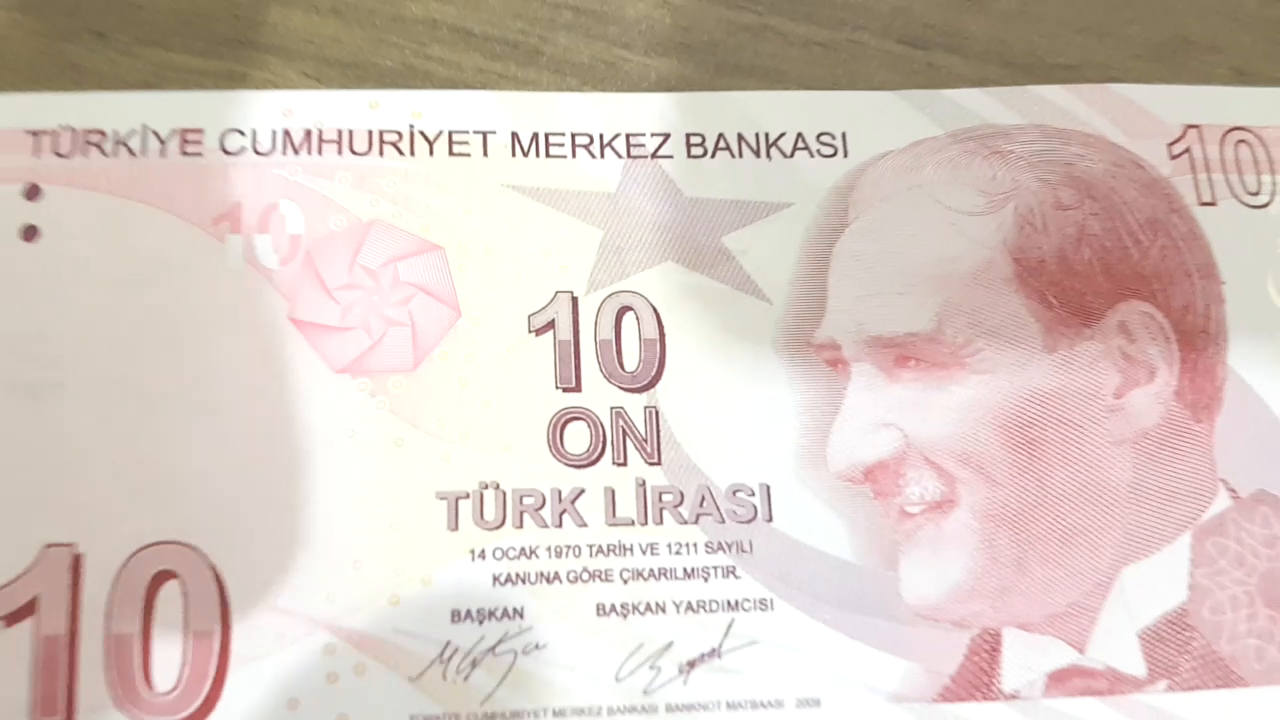 TÜRKİYE CUMHURİYET MERKEZ BANKASI
10
10
10
ON
TÜRK LİRASI
14 OCAK 1970 TARİH VE 1211 SAYILI
KANUNA GÖRE ÇIKARILMIŞTIR.
BAŞKAN BAŞKAN YARDIMCISI
10
TÜRKİYE CUMHURİYET MERKEZ BANKASI BANKNOT MATBAASI 2009